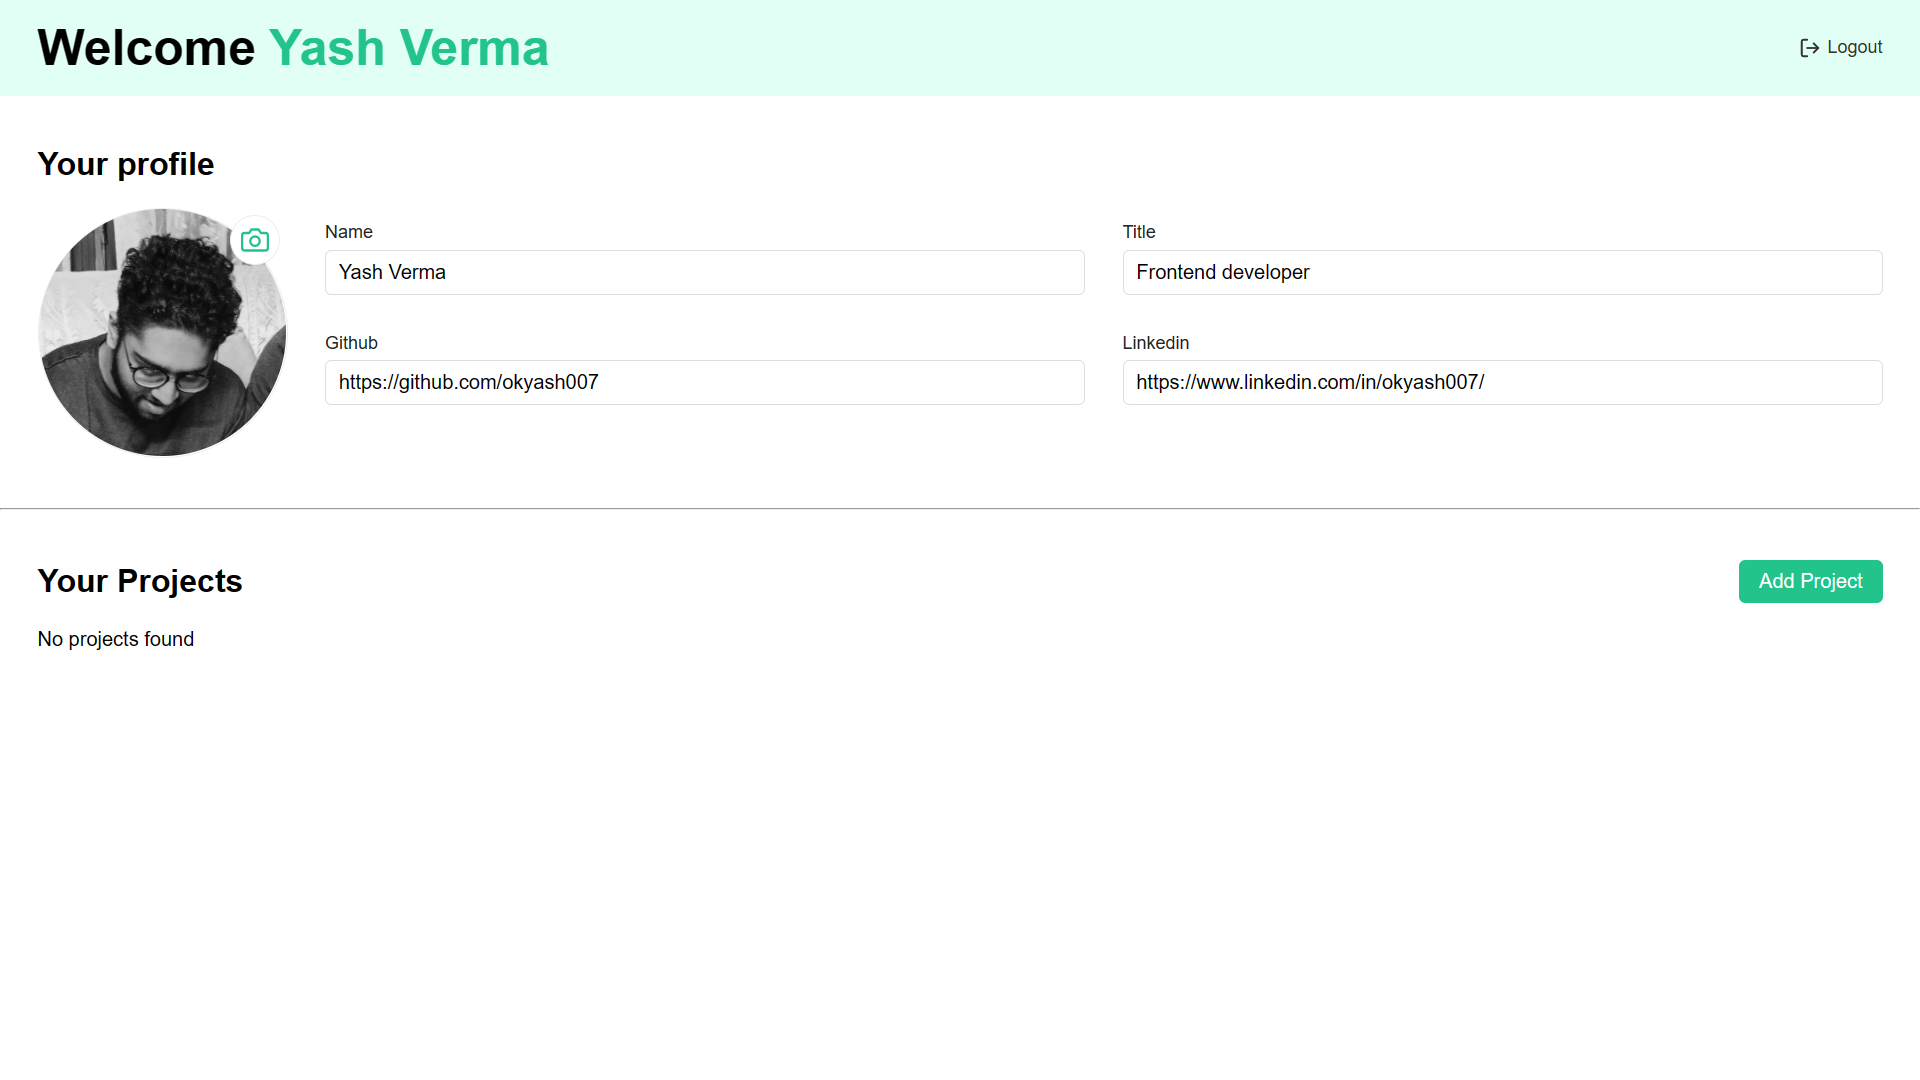 Welcome Yash Verma
Logout
Your profile
Name
Title
Yash Verma
Frontend developer
Github
Linkedin
https://github.com/okyash007
https://www.linkedin.com/in/okyash007/
Your Projects
Add Project
No projects found